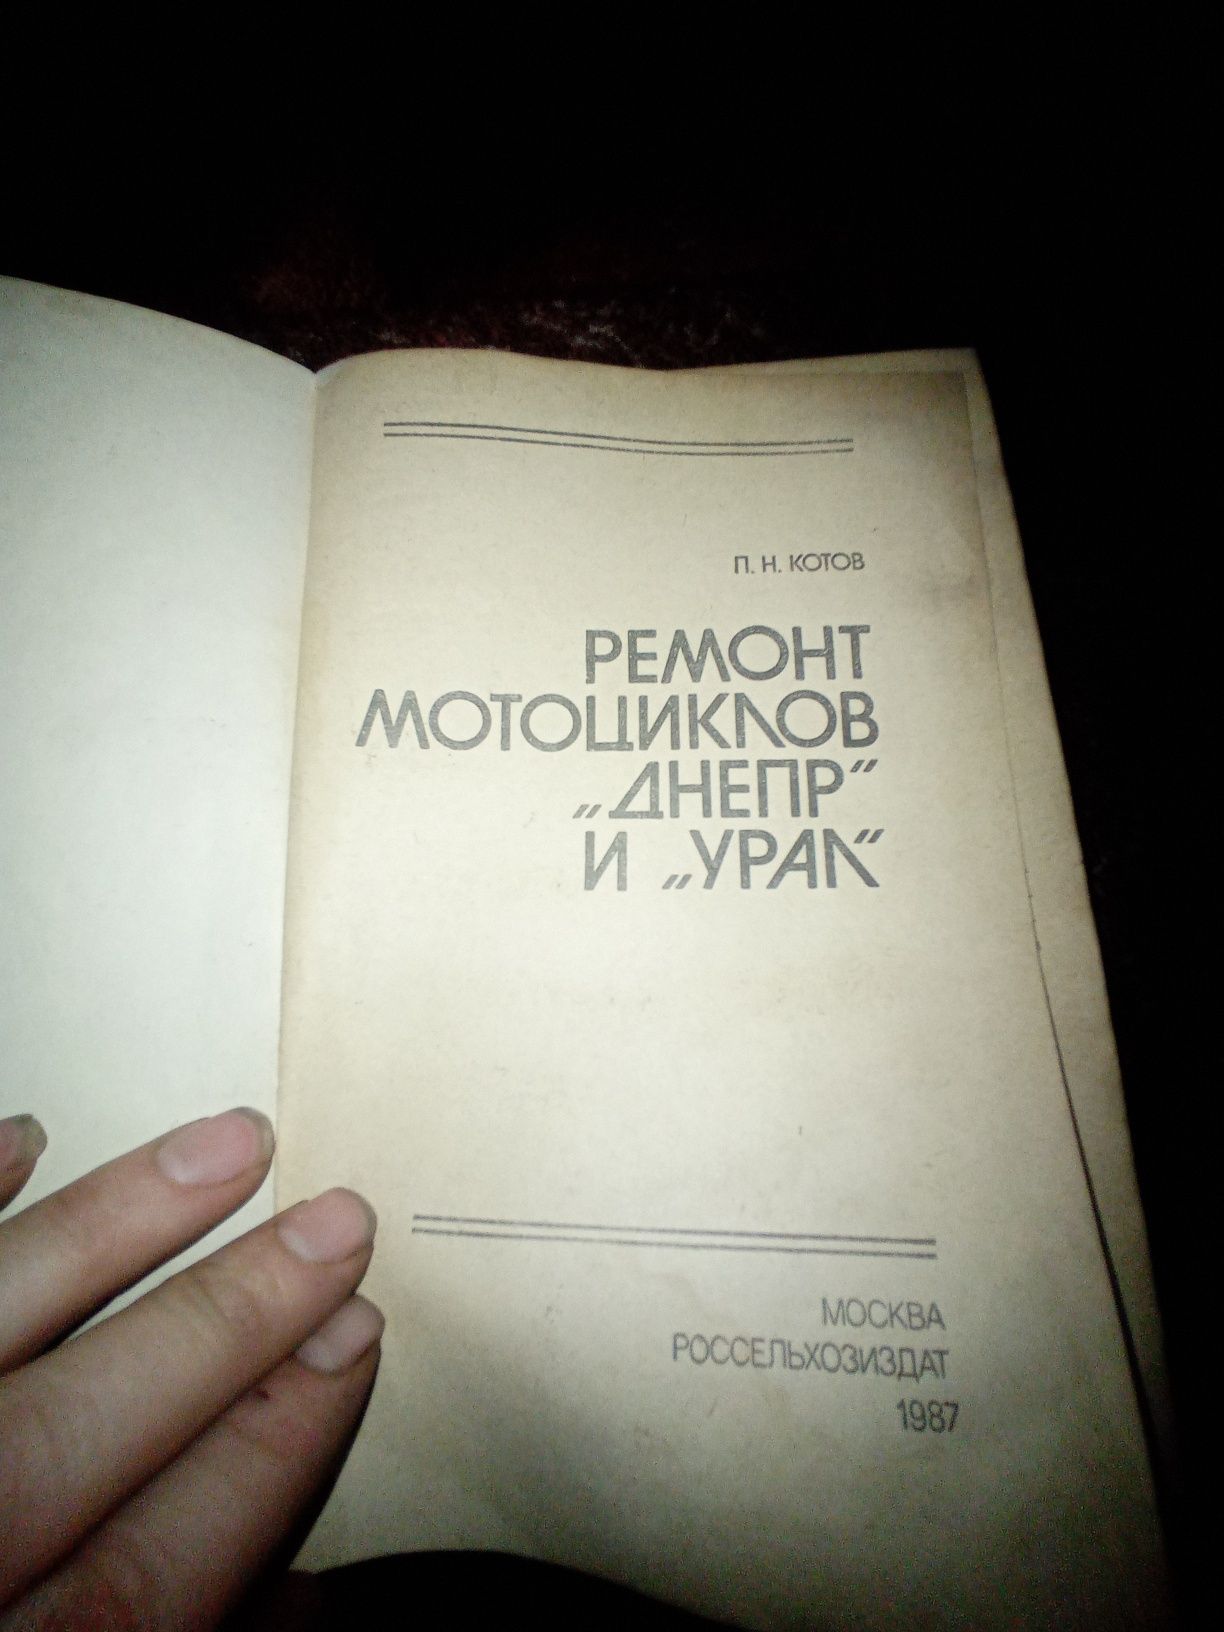 П. Н. КОТОВ
РЕМОНТ
МОТОЦИКЛОВ
„ДНЕПР“
И „УРАЛ“
МОСКВА
РОССЕЛЬХОЗИЗДАТ
1987